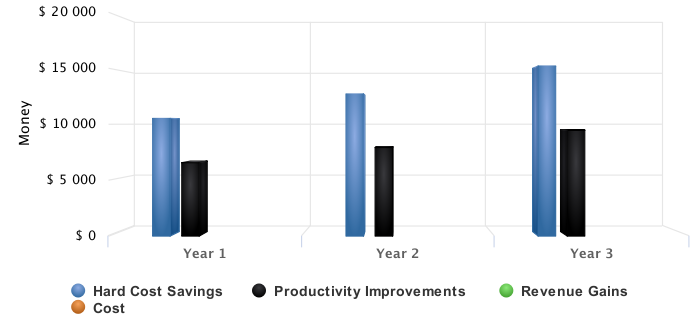 $ 20 000
$ 15 000
$ 10 000
$ 5 000
$ 0
Money
Year 1
Year 2
Year 3
Hard Cost Savings
Productivity Improvements
Revenue Gains
Cost